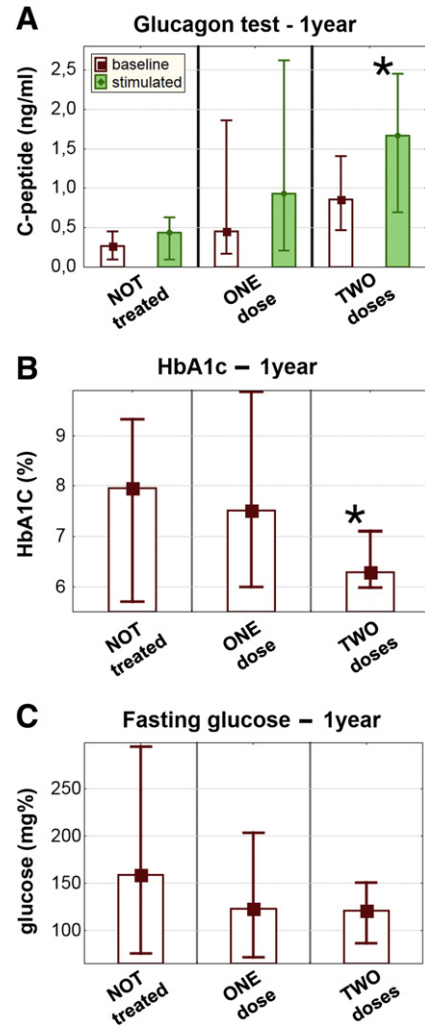 A
Glucagon test - 1year
C-peptide (ng/ml)
baseline
stimulated
2,5
2,0
1,5
1,0
0,5
0,0
NOT treated
ONE dose
TWO doses
*
B
HbA1c – 1year
HbA1C (%)
9
8
7
6
NOT treated
ONE dose
TWO doses
*
C
Fasting glucose – 1year
glucose (mg%)
250
200
150
100
NOT treated
ONE dose
TWO doses